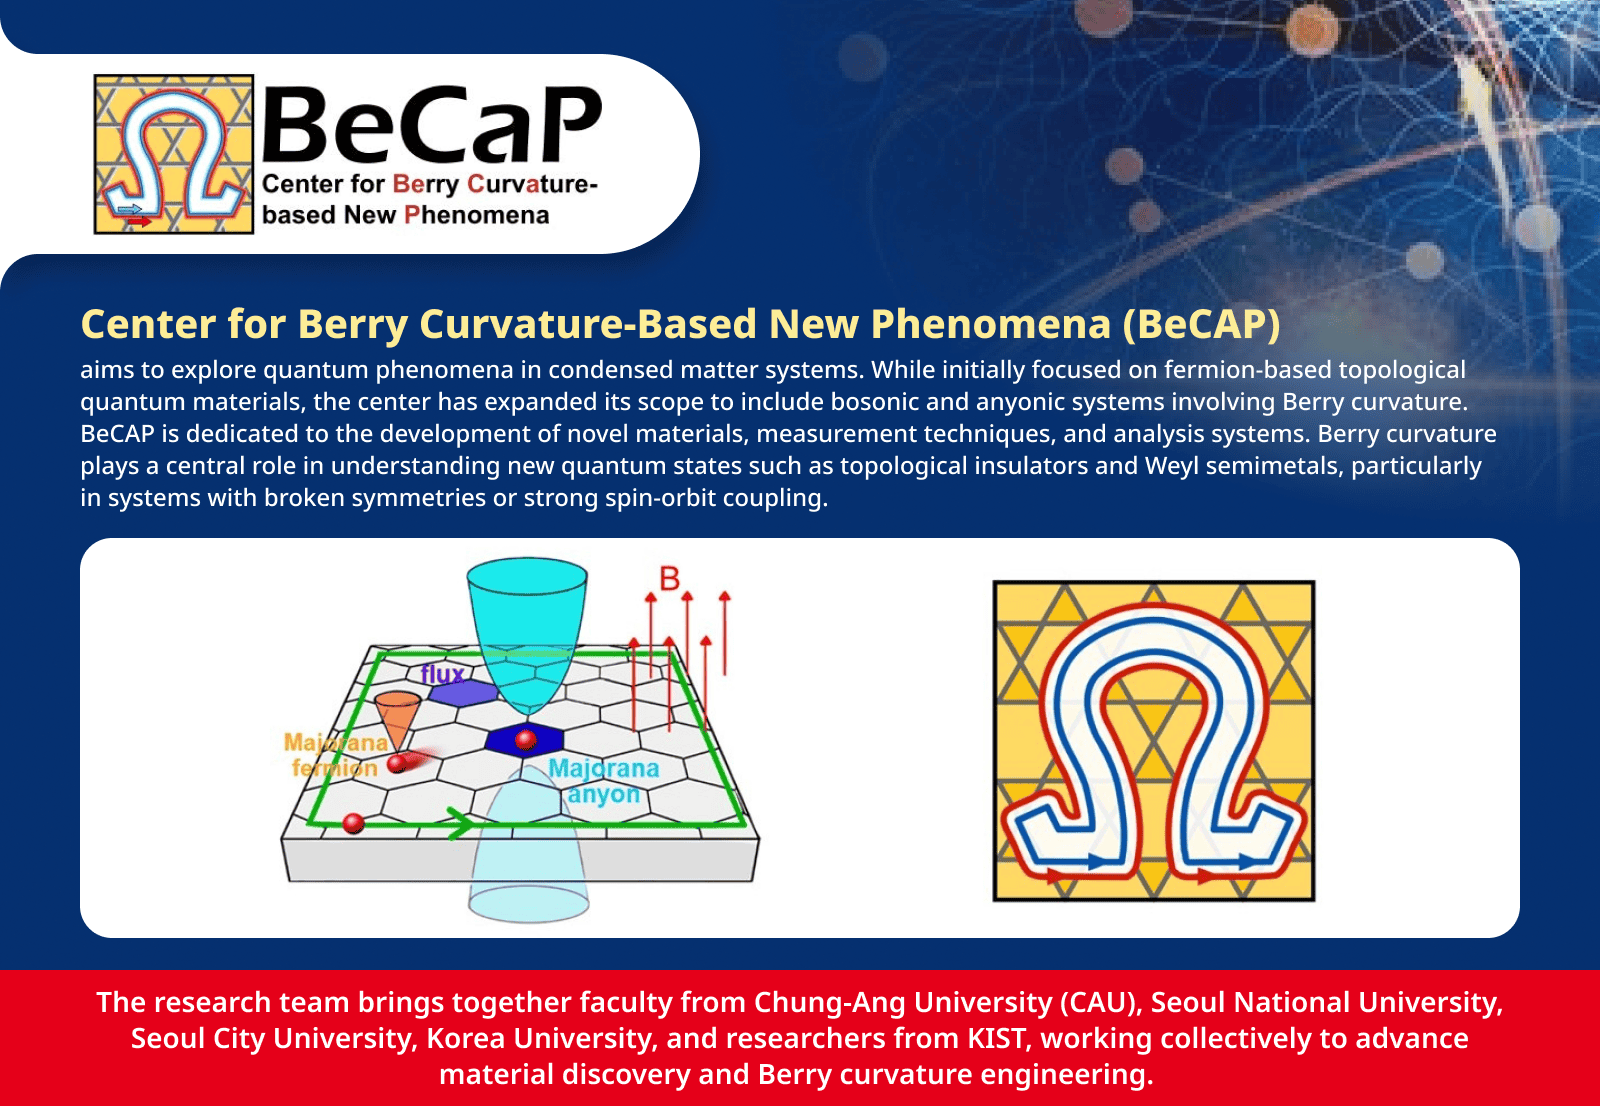 BeCaP
Center for Berry Curvature-
based New Phenomena
Center for Berry Curvature-Based New Phenomena (BeCAP)
aims to explore quantum phenomena in condensed matter systems. While initially focused on fermion-based topological
quantum materials, the center has expanded its scope to include bosonic and anyonic systems involving Berry curvature.
BeCAP is dedicated to the development of novel materials, measurement techniques, and analysis systems. Berry curvature
plays a central role in understanding new quantum states such as topological insulators and Weyl semimetals, particularly
in systems with broken symmetries or strong spin-orbit coupling.
B
flux
Majorana
fermion
Majorana
anyon
The research team brings together faculty from Chung-Ang University (CAU), Seoul National University,
Seoul City University, Korea University, and researchers from KIST, working collectively to advance
material discovery and Berry curvature engineering.